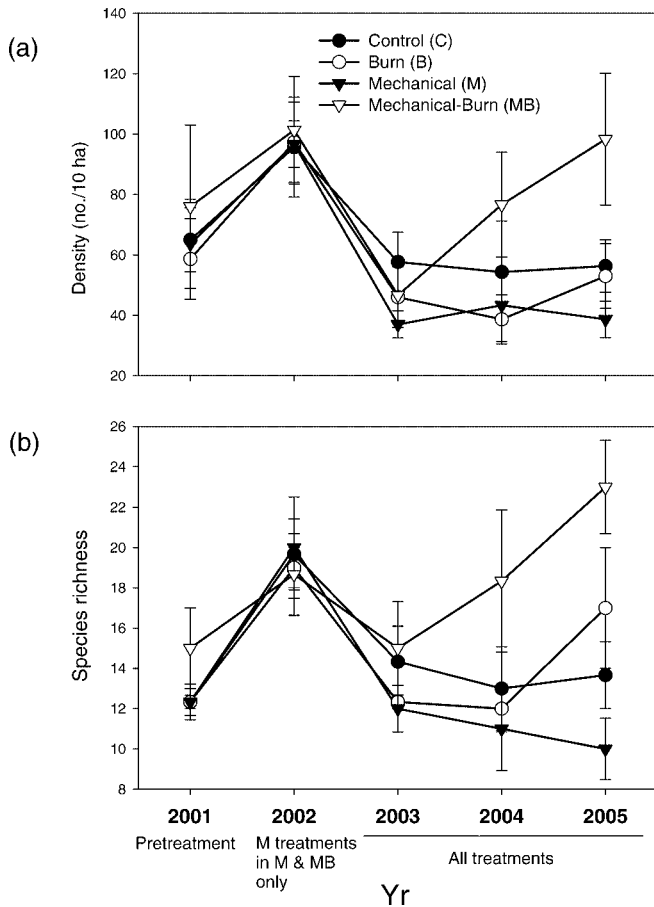 (a)
Density (no./10 ha)
140
120
100
80
60
40
20
Control (C)
Burn (B)
Mechanical (M)
Mechanical-Burn (MB)
(b)
Species richness
26
24
22
20
18
16
14
12
10
8
2001 2002 2003 2004 2005
Pretreatment
M treatments
in M & MB
only
All treatments
Yr